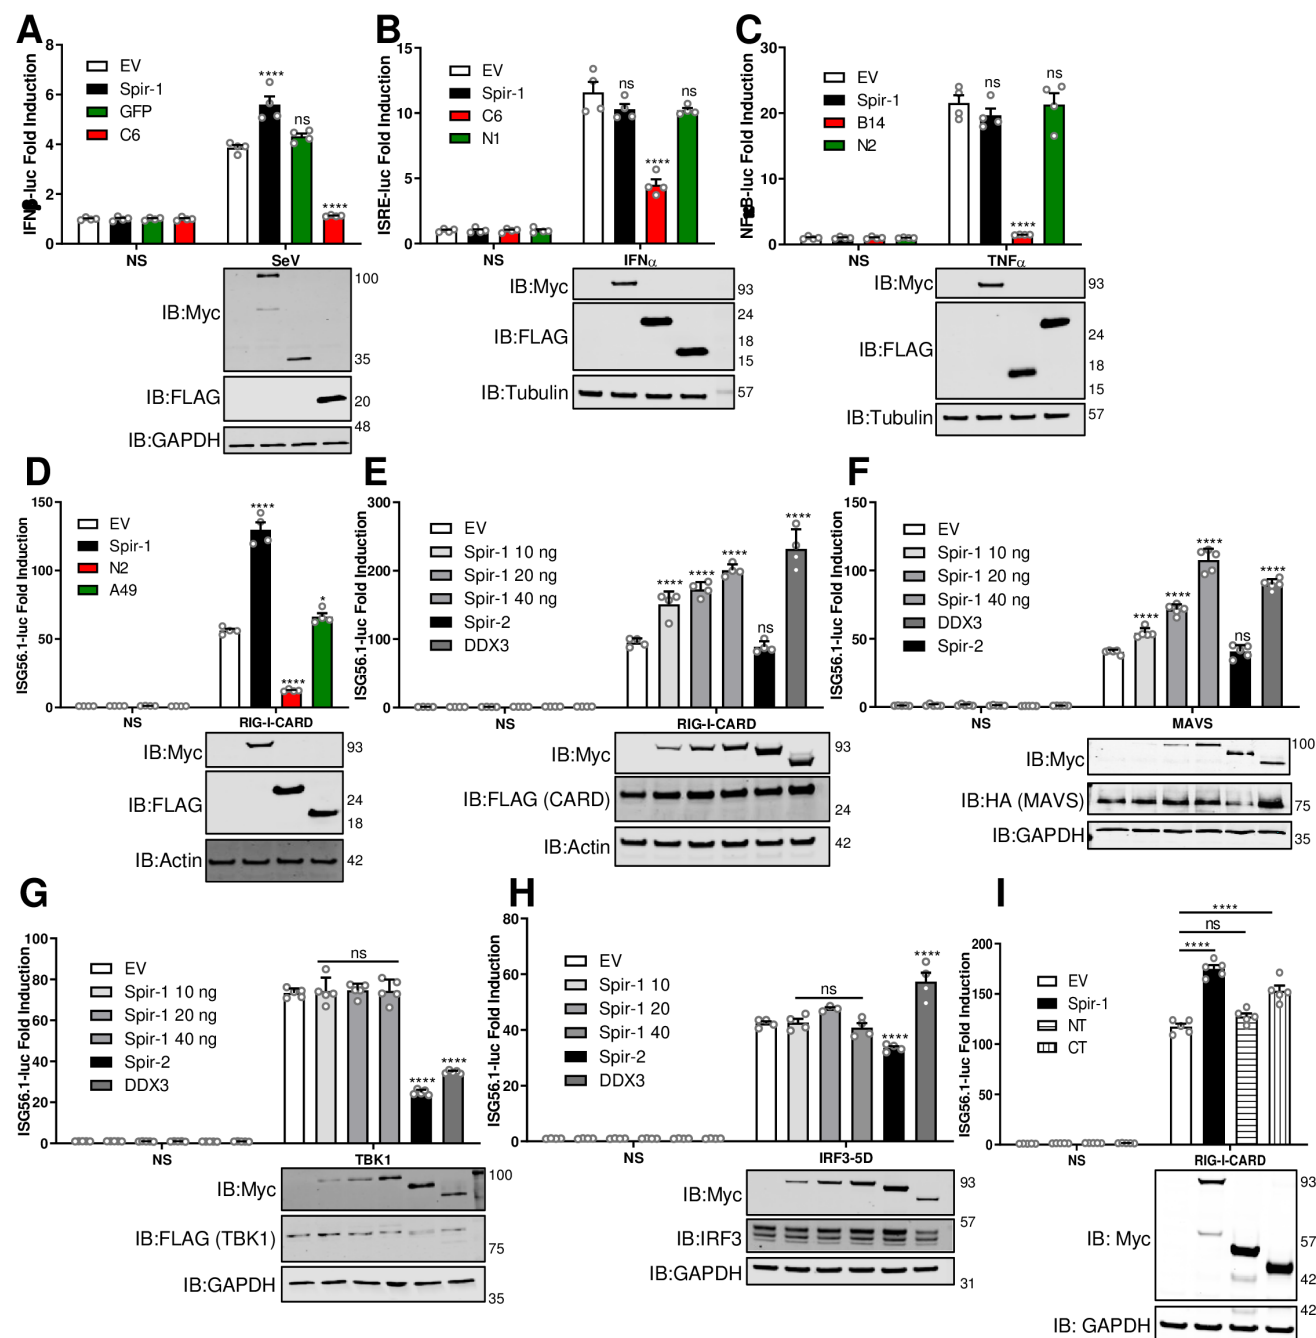 A
IFNβ-luc Fold Induction
8
6
4
2
0
EV
Spir-1
GFP
C6
****
ns
****
NS
SeV
IB:Myc
100
35
IB:FLAG
20
48
IB:GAPDH
B
ISRE-luc Fold Induction
15
10
5
0
EV
Spir-1
C6
N1
ns
****
ns
NS
IFNα
IB:Myc
93
IB:FLAG
24
18
15
IB:Tubulin
57
C
30
20
10
0
EV
Spir-1
B14
N2
ns
****
ns
NS
TNFα
IB:Myc
93
IB:FLAG
24
18
15
IB:Tubulin
57
D
ISG56.1-luc Fold Induction
150
100
50
0
EV
Spir-1
N2
A49
****
****
*
NS
RIG-I-CARD
IB:Myc
93
IB:FLAG
24
18
IB:Actin
42
E
ISG56.1-luc Fold Induction
300
200
100
0
EV
Spir-1 10 ng
Spir-1 20 ng
Spir-1 40 ng
Spir-2
DDX3
****
****
****
ns
****
NS
RIG-I-CARD
IB:Myc
93
IB:FLAG (CARD)
24
IB:Actin
42
F
ISG56.1-luc Fold Induction
150
100
50
0
EV
Spir-1 10 ng
Spir-1 20 ng
Spir-1 40 ng
DDX3
Spir-2
****
****
****
ns
****
NS
MAVS
IB:Myc
100
IB:HA (MAVS)
75
IB:GAPDH
35
G
ISG56.1-luc Fold Induction
100
80
60
40
20
0
EV
Spir-1 10 ng
Spir-1 20 ng
Spir-1 40 ng
Spir-2
DDX3
ns
****
****
NS
TBK1
IB:Myc
100
IB:FLAG (TBK1)
75
IB:GAPDH
35
H
ISG56.1-luc Fold Induction
80
60
40
20
0
EV
Spir-1 10
Spir-1 20
Spir-1 40
Spir-2
DDX3
ns
****
****
NS
IRF3-5D
IB:Myc
93
57
IB:IRF3
IB:GAPDH
31
I
ISG56.1-luc Fold Induction
200
150
100
50
0
EV
Spir-1
NT
CT
****
ns
****
NS
RIG-I-CARD
IB: Myc
93
57
42
42
IB: GAPDH